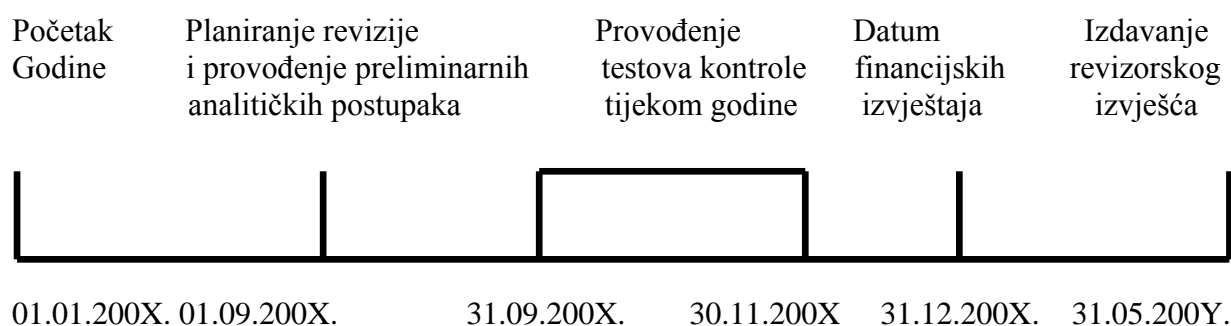 Početak Planiranje revizije Provođenje Datum Izdavanje
Godine i provođenje preliminarnih testova kontrole financijskih revizorskog
analitičkih postupaka tijekom godine izvještaja izvješća
01.01.200X. 01.09.200X. 31.09.200X. 30.11.200X 31.12.200X. 31.05.200Y.